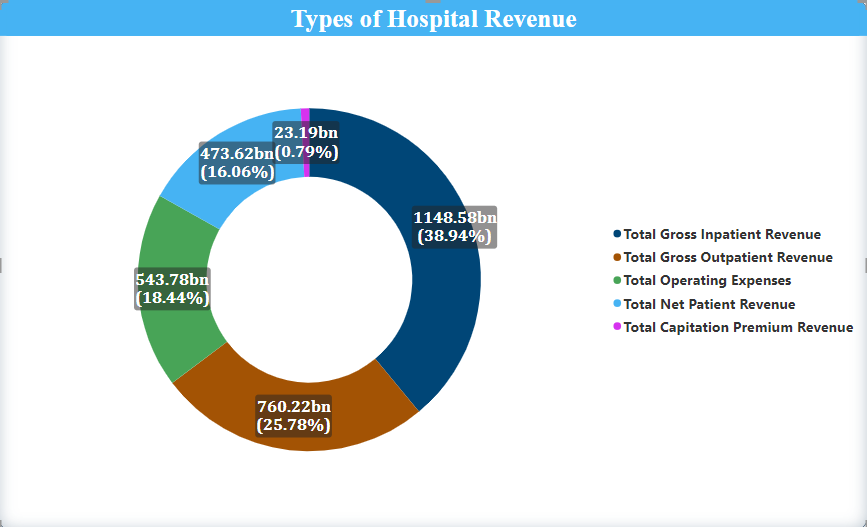 Types of Hospital Revenue
23.19bn
(0.79%)
473.62bn
(16.06%)
1148.58bn
(38.94%)
543.78bn
(18.44%)
760.22bn
(25.78%)
Total Gross Inpatient Revenue
Total Gross Outpatient Revenue
Total Operating Expenses
Total Net Patient Revenue
Total Capitation Premium Revenue